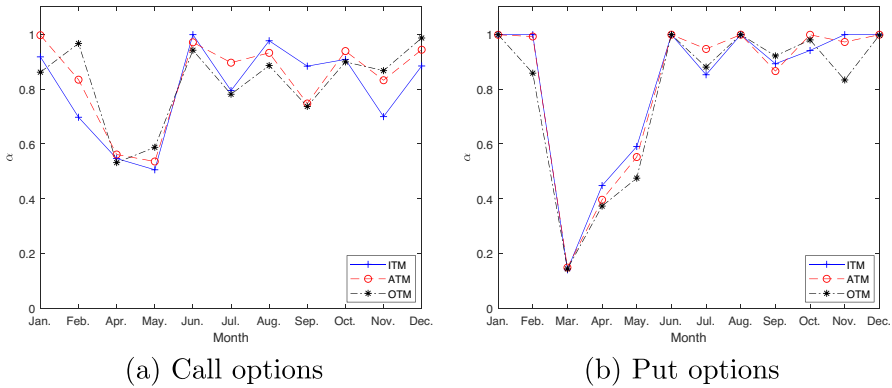 1
0.8
0.6
0.4
0.2
0
α
Jan. Feb. Apr. May. Jun. Jul. Aug. Sep. Oct. Nov. Dec.
Month
ITM
ATM
OTM
(a) Call options
1
0.8
0.6
0.4
0.2
0
α
Jan. Feb. Mar. Apr. May. Jun. Jul. Aug. Sep. Oct. Nov. Dec.
Month
ITM
ATM
OTM
(b) Put options